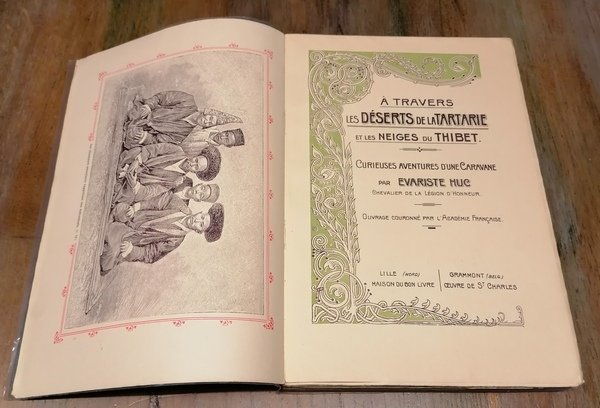 À TRAVERS
LES DÉSERTS DE LA TARTARIE
ET LES NEIGES DU THIBET.
CURIEUSES AVENTURES D'UNE CARAVANE
PAR EVARISTE HUC
CHEVALIER DE LA LÉGION D'HONNEUR.
OUVRAGE COURONNÉ PAR L'ACADÉMIE FRANÇAISE.
LILLE (NORD)
MAISON DU BON LIVRE
GRAMMONT (BELG)
ŒUVRE DE ST CHARLES